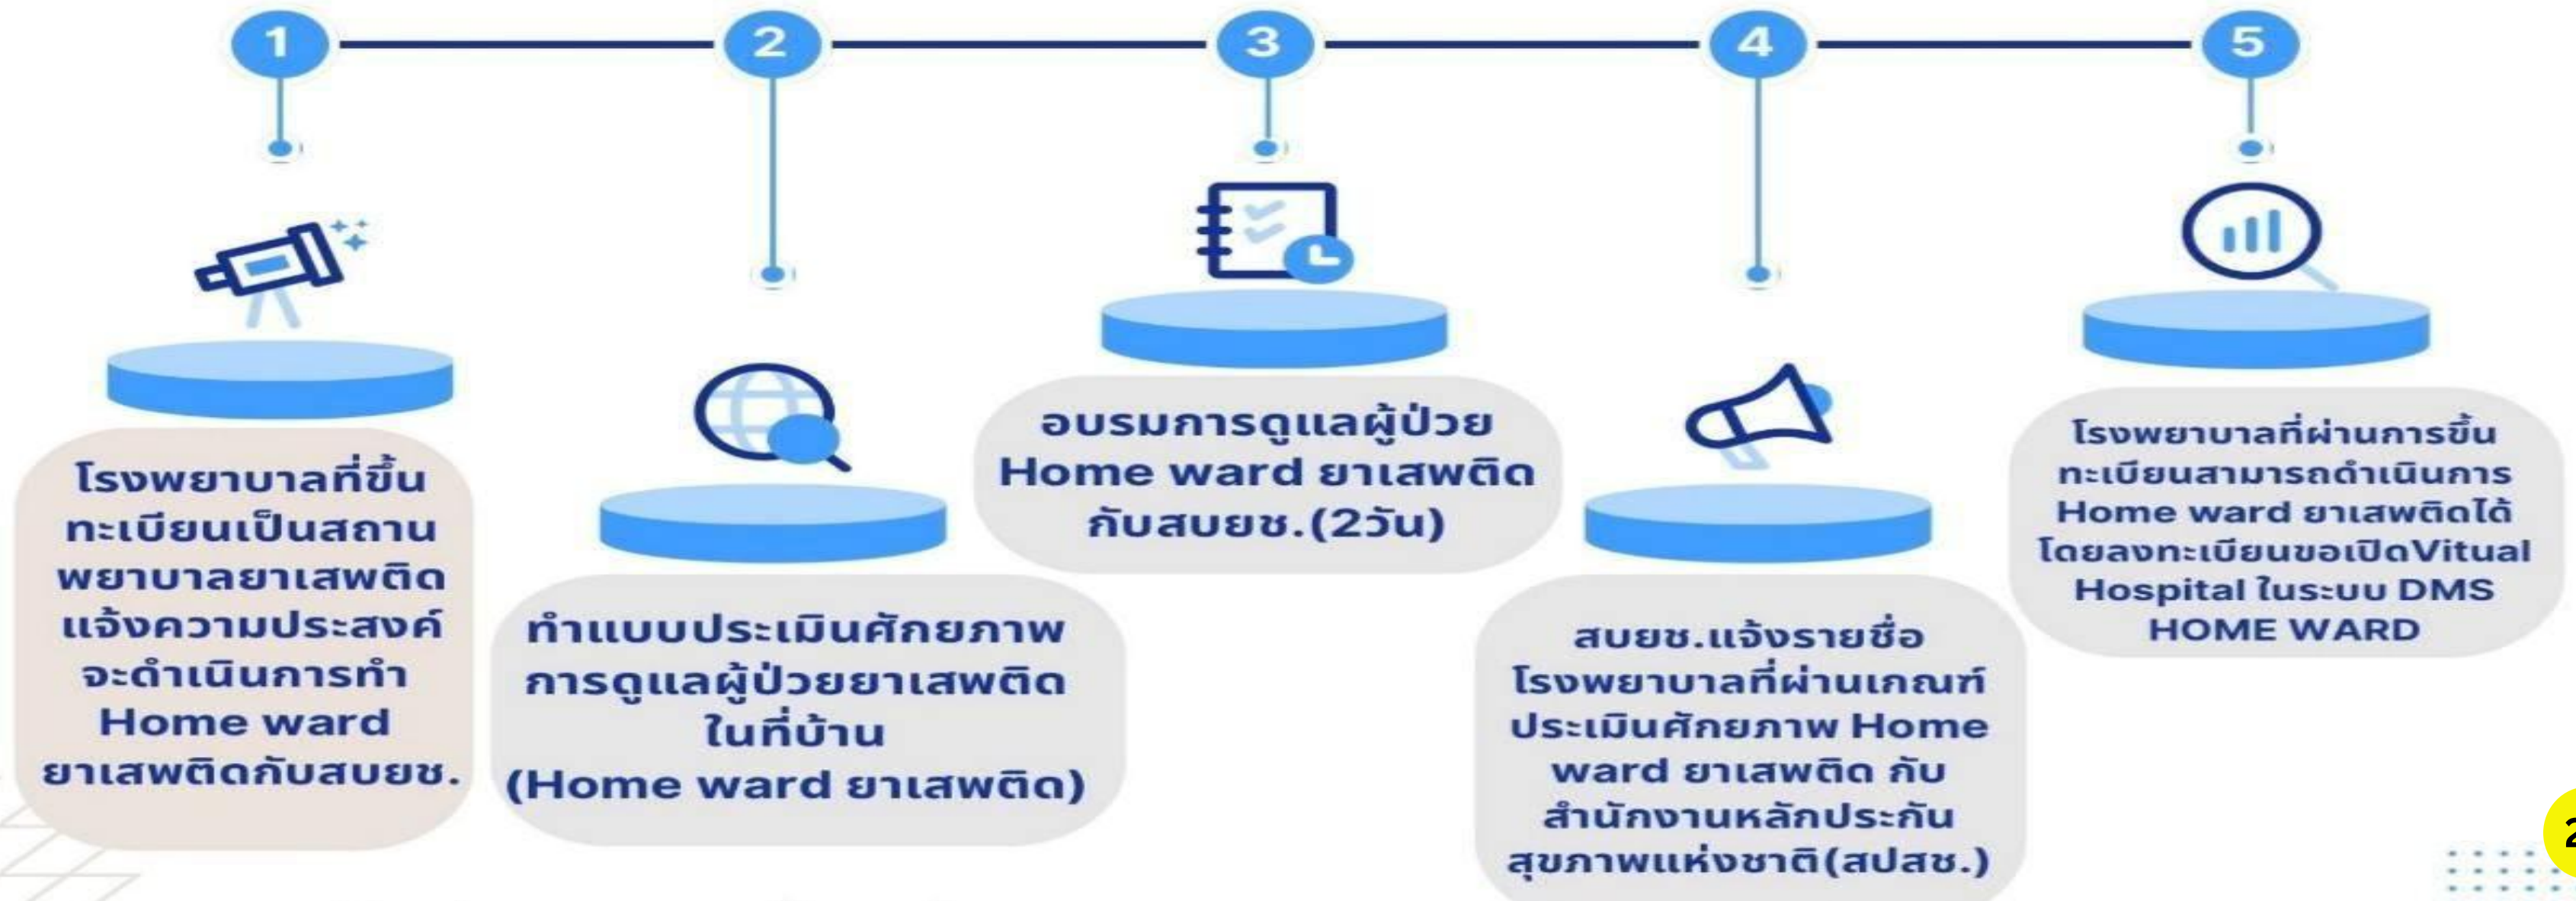 1
2
3
4
5
โรงพยาบาลที่ขึ้น
ทะเบียนเป็นสถาน
พยาบาลยาเสพติด
แจ้งความประสงค์
จะดำเนินการทำ
Home ward
ยาเสพติดกับสบยช.
ทำแบบประเมินศักยภาพ
การดูแลผู้ป่วยยาเสพติด
ในที่บ้าน
(Home ward ยาเสพติด)
อบรมการดูแลผู้ป่วย
Home ward ยาเสพติด
กับสบยช.(2วัน)
สบยช.แจ้งรายชื่อ
โรงพยาบาลที่ผ่านเกณฑ์
ประเมินศักยภาพ Home
ward ยาเสพติด กับ
สำนักงานหลักประกัน
สุขภาพแห่งชาติ(สปสช.)
โรงพยาบาลที่ผ่านการขึ้น
ทะเบียนสามารถดำเนินการ
Home ward ยาเสพติดได้
โดยลงทะเบียนขอเปิดVitual
Hospital ในระบบ DMS
HOME WARD